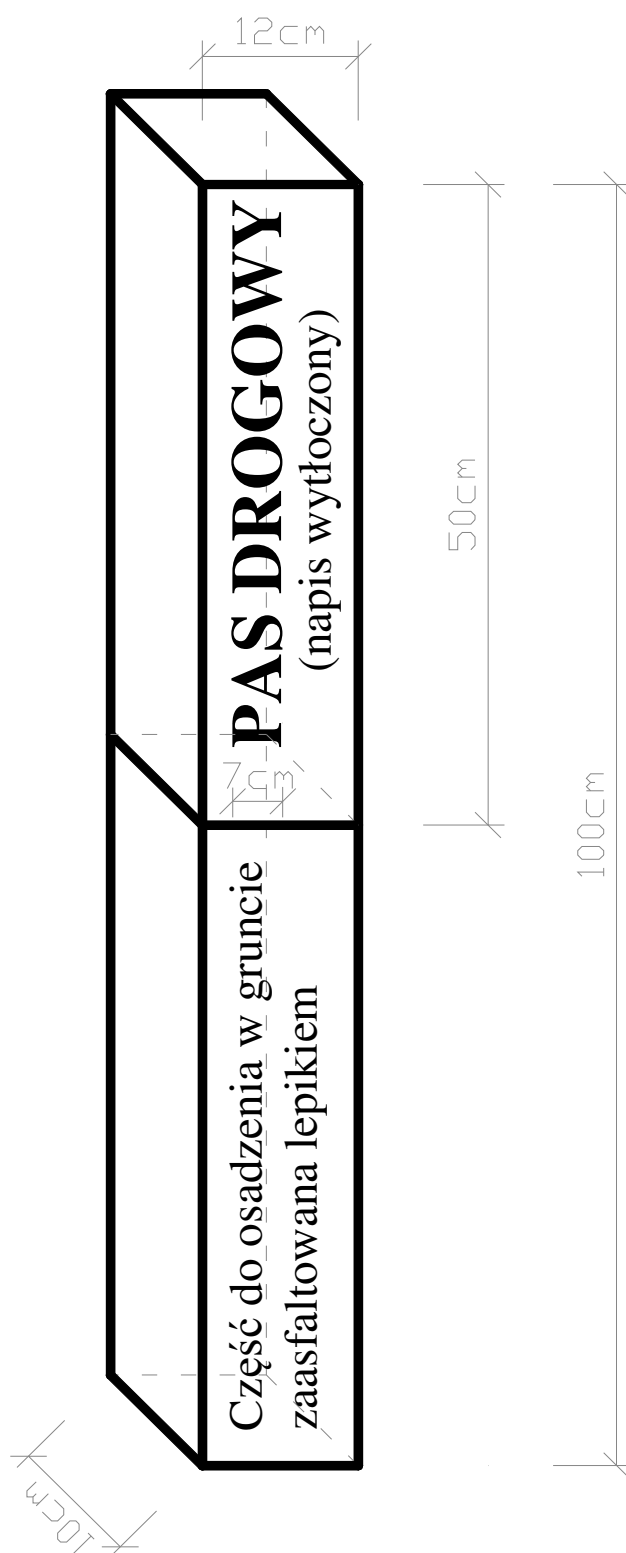 12cm
PAS DROGOWY
(napis wytłoczony)
50cm
7cm
100cm
Część do osadzenia w gruncie
zaasfaltowana lepikiem
10cm